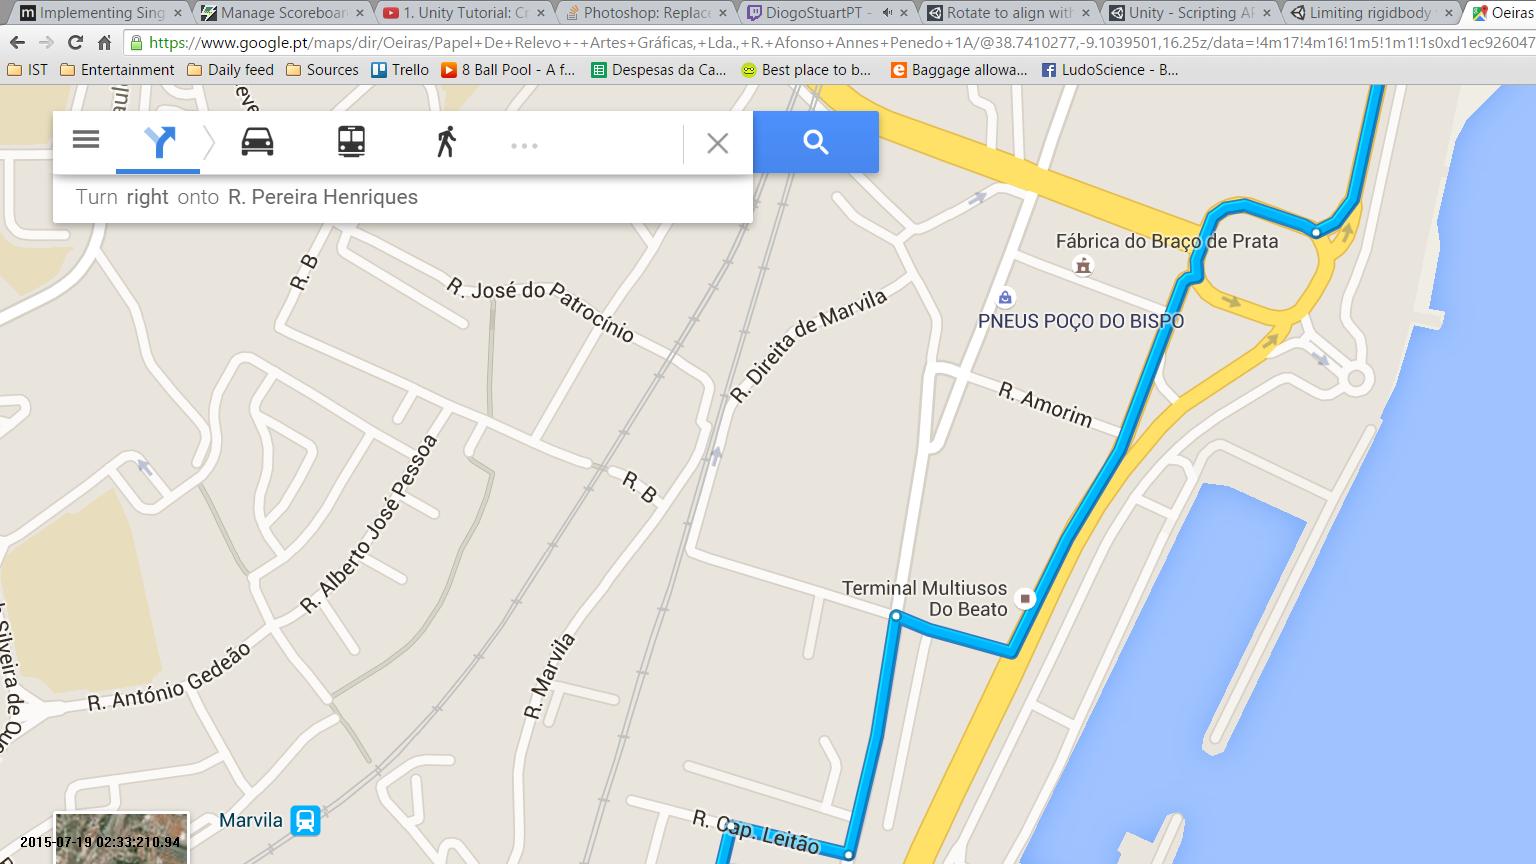 Implementing Sing
Manage Scoreboar
1. Unity Tutorial: Cr
Photoshop: Replace
DiogoStuartPT -
Rotate to align with
Unity - Scripting AP
Limiting rigidbody
Oeiras
https://www.google.pt/maps/dir/Oeiras/Papel+De+Relevo+-+Artes+Gráficas,+Lda.,+R.+Afonso+Annes+Penedo+1A/@38.7410277,-9.1039501,16.25z/data=!4m17!4m16!1m5!1m1!1s0xd1ec926047
IST
Entertainment
Daily feed
Sources
Trello
8 Ball Pool - A f...
Despesas da Ca...
Best place to b...
Baggage allowa...
LudoScience - B...
Turn right onto R. Pereira Henriques
R. B
R. José do Patrocínio
R. Direita de Marvila
Fábrica do Braço de Prata
PNEUS POÇO DO BISPO
R. Amorim
R. B
R. Alberto José Pessoa
Terminal Multiusos
Do Beato
R. António Gedeão
R. Marvila
Silveira de
R. Cap. Leitão
Marvila
2015-07-19 02:33:210.94